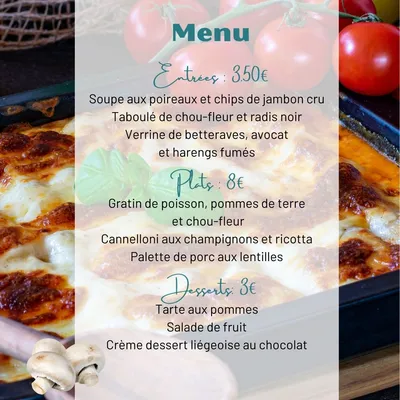 Menu
Entrées : 3.50€
Soupe aux poireaux et chips de jambon cru
Taboulé de chou-fleur et radis noir
Verrine de betteraves, avocat
et harengs fumés
Plats : 8€
Gratin de poisson, pommes de terre
et chou-fleur
Cannelloni aux champignons et ricotta
Palette de porc aux lentilles
Desserts: 3€
Tarte aux pommes
Salade de fruit
Crème dessert liégeoise au chocolat